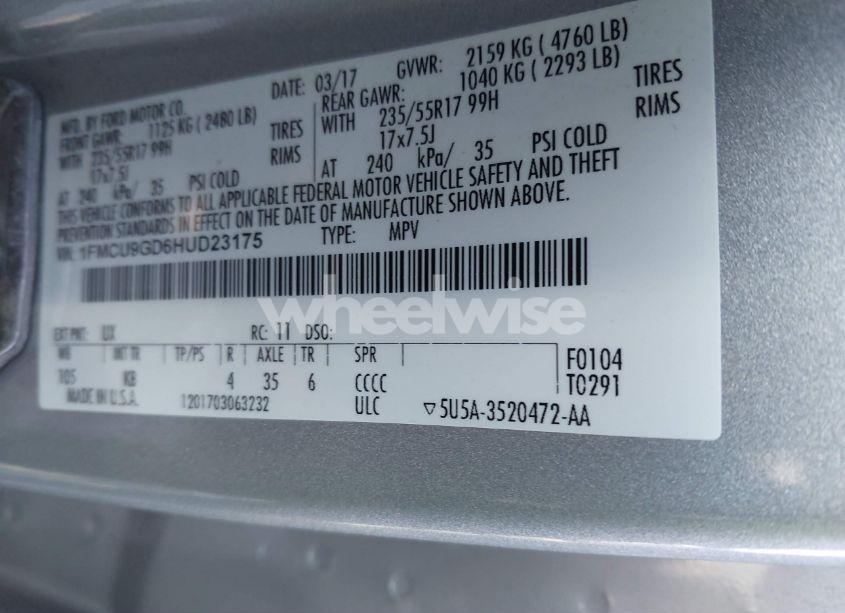 MFD. BY FORD MOTOR CO.
DATE: 03/17 GVWR: 2159 KG ( 4760 LB)
FRONT GAWR: 1125 KG ( 2480 LB) REAR GAWR: 1040 KG ( 2293 LB)
WITH 235/55R17 99H TIRES WITH 235/55R17 99H TIRES
17x7.5J RIMS 17x7.5J RIMS
AT 240 kPa/ 35 PSI COLD AT 240 kPa/ 35 PSI COLD
THIS VEHICLE CONFORMS TO ALL APPLICABLE FEDERAL MOTOR VEHICLE SAFETY AND THEFT
PREVENTION STANDARDS IN EFFECT ON THE DATE OF MANUFACTURE SHOWN ABOVE.
VIN: 1FMCU9GD6HUD23175 TYPE: MPV
wheelwise
EXT PNT: UX RC: 11 DSO:
WB INT TR TP/PS R AXLE TR SPR F0104
105 KB 4 35 6 CCCC T0291
MADE IN U.S.A. 1201703063232 ULC ▽5U5A-3520472-AA